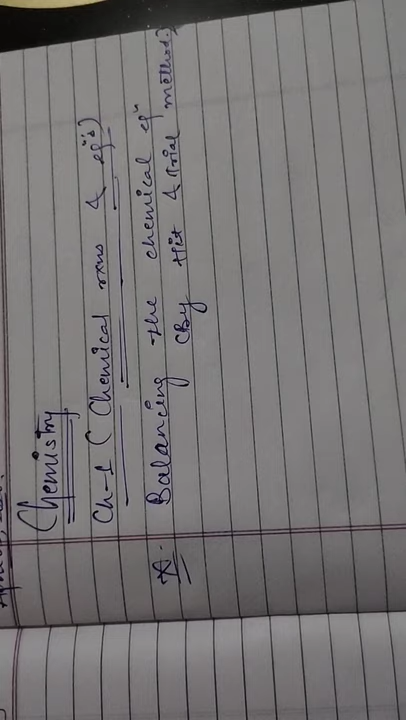 Chemistry
Ch-1 ( Chemical rxns & eqns)
A. Balancing the chemical eqn
(By Hit & trial method)